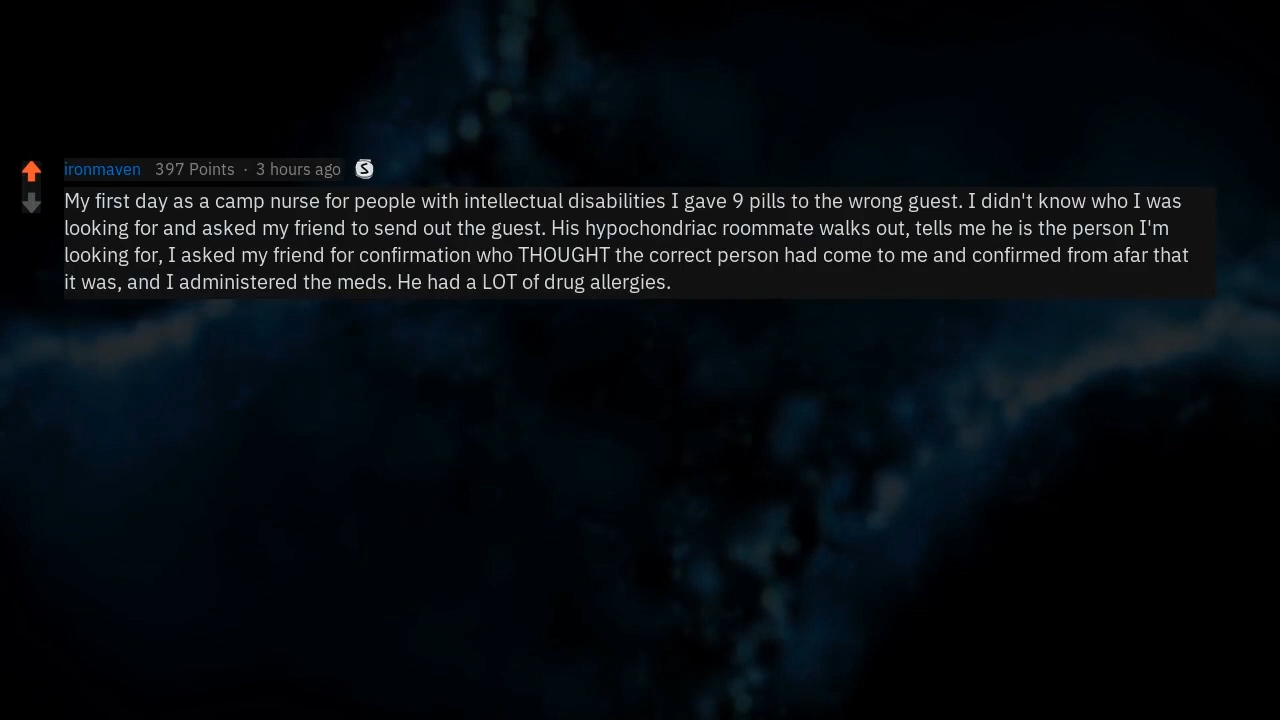 ironmaven 397 Points · 3 hours ago S
My first day as a camp nurse for people with intellectual disabilities I gave 9 pills to the wrong guest. I didn't know who I was
looking for and asked my friend to send out the guest. His hypochondriac roommate walks out, tells me he is the person I'm
looking for, I asked my friend for confirmation who THOUGHT the correct person had come to me and confirmed from afar that
it was, and I administered the meds. He had a LOT of drug allergies.